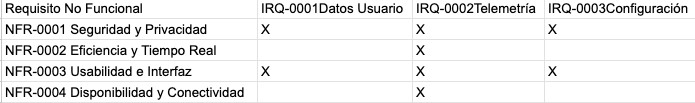 Requisito No Funcional IRQ-0001Datos Usuario IRQ-0002Telemetría IRQ-0003Configuración
NFR-0001 Seguridad y Privacidad X X X
NFR-0002 Eficiencia y Tiempo Real X
NFR-0003 Usabilidad e Interfaz X X X
NFR-0004 Disponibilidad y Conectividad X